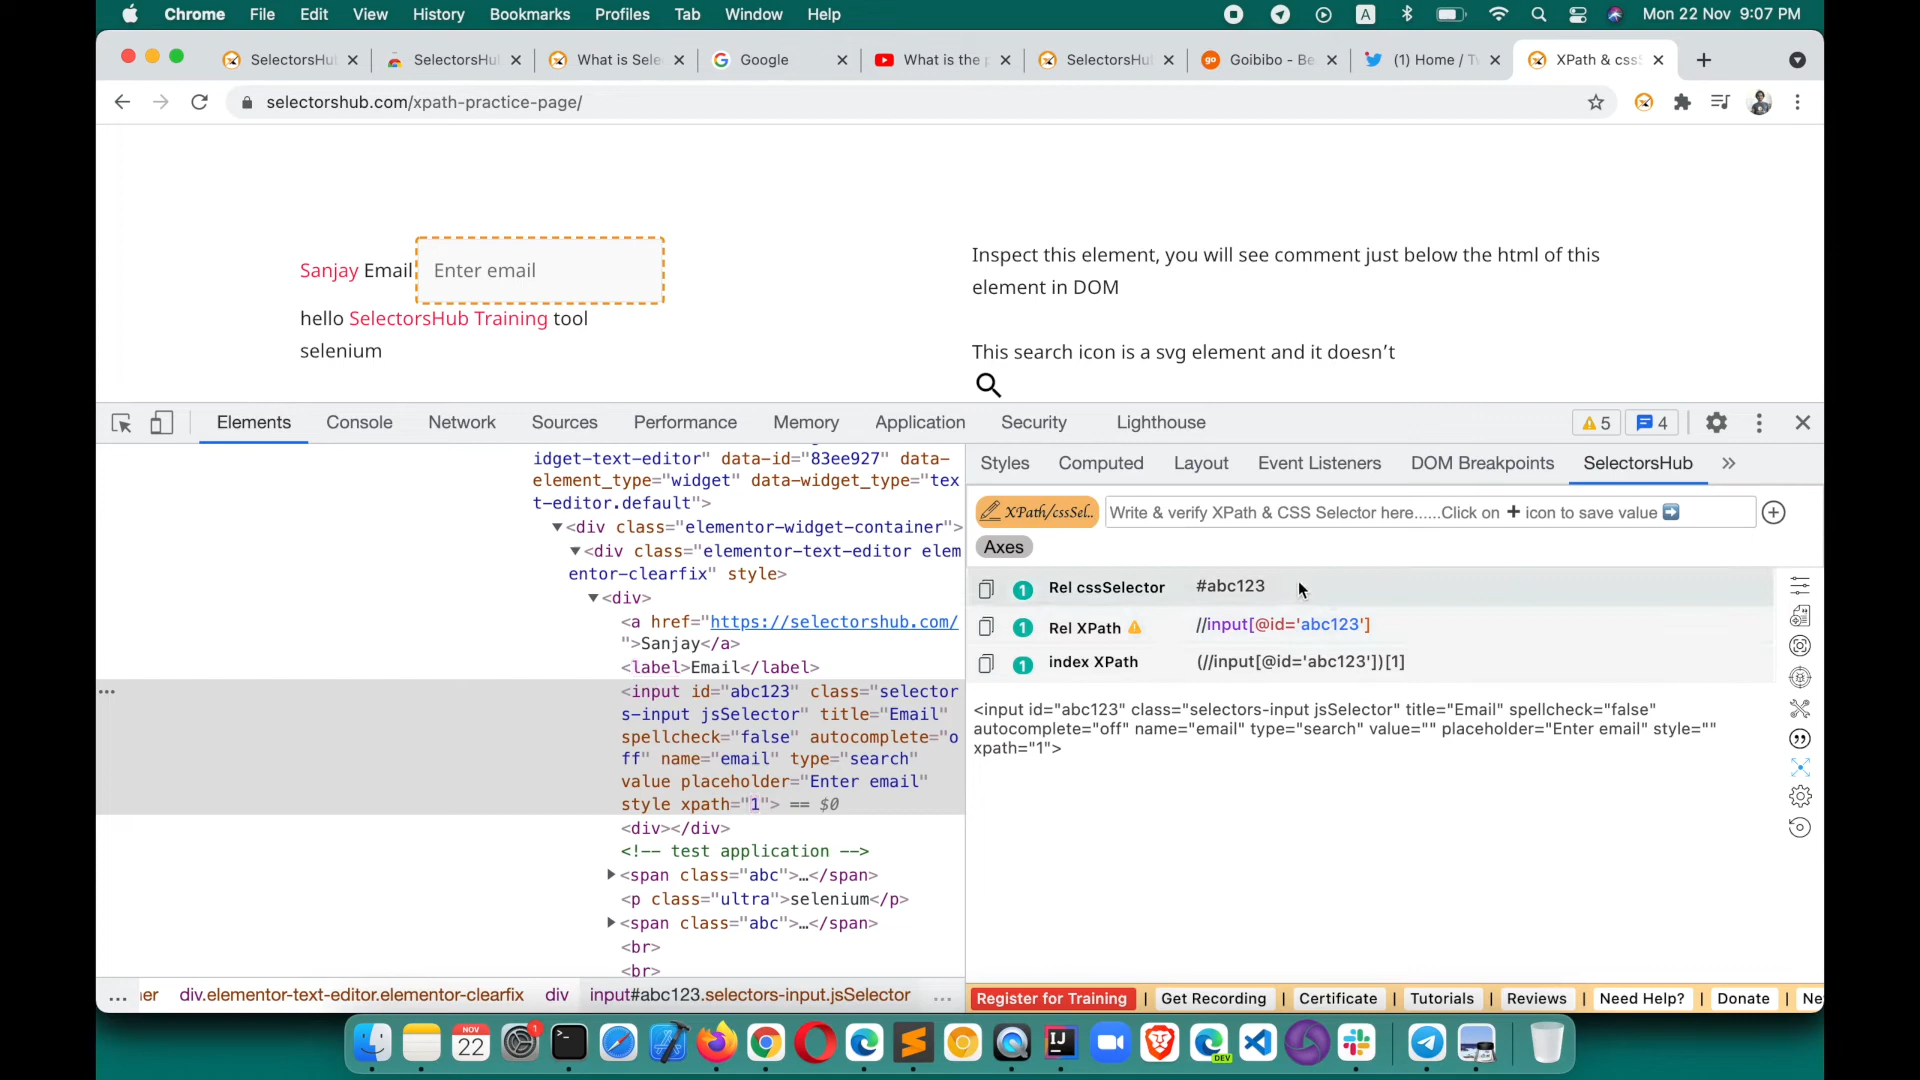 Chrome File Edit View History Bookmarks Profiles Tab Window Help A Mon 22 Nov 9:07 PM
SelectorsHu SelectorsHu What is Sele Google What is the p SelectorsHu Goibibo - Be (1) Home / Tw XPath & css
selectorshub.com/xpath-practice-page/
Sanjay Email Enter email
hello SelectorsHub Training tool
selenium
Inspect this element, you will see comment just below the html of this
element in DOM
This search icon is a svg element and it doesn't
Elements Console Network Sources Performance Memory Application Security Lighthouse 5 4
idget-text-editor" data-id="83ee927" data-
element_type="widget" data-widget_type="tex
t-editor.default">
<div class="elementor-widget-container">
<div class="elementor-text-editor elem
entor-clearfix" style>
<div>
<a href="https://selectorshub.com/
">Sanjay</a>
<label>Email</label>
<input id="abc123" class="selector
s-input jsSelector" title="Email"
spellcheck="false" autocomplete="o
ff" name="email" type="search"
value placeholder="Enter email"
style xpath="1"> == $0
<div></div>
<!-- test application -->
<span class="abc">…</span>
<p class="ultra">selenium</p>
<span class="abc">…</span>
<br>
<br>
... ner div.elementor-text-editor.elementor-clearfix div input#abc123.selectors-input.jsSelector ...
Styles Computed Layout Event Listeners DOM Breakpoints SelectorsHub »
XPath/cssSel.. Write & verify XPath & CSS Selector here......Click on + icon to save value
Axes
1 Rel cssSelector #abc123
1 Rel XPath //input[@id='abc123']
1 index XPath (//input[@id='abc123'])[1]
<input id="abc123" class="selectors-input jsSelector" title="Email" spellcheck="false"
autocomplete="off" name="email" type="search" value="" placeholder="Enter email" style=""
xpath="1">
Register for Training | Get Recording | Certificate | Tutorials | Reviews | Need Help? | Donate | Ne
NOV
22
1
IJ
DEV